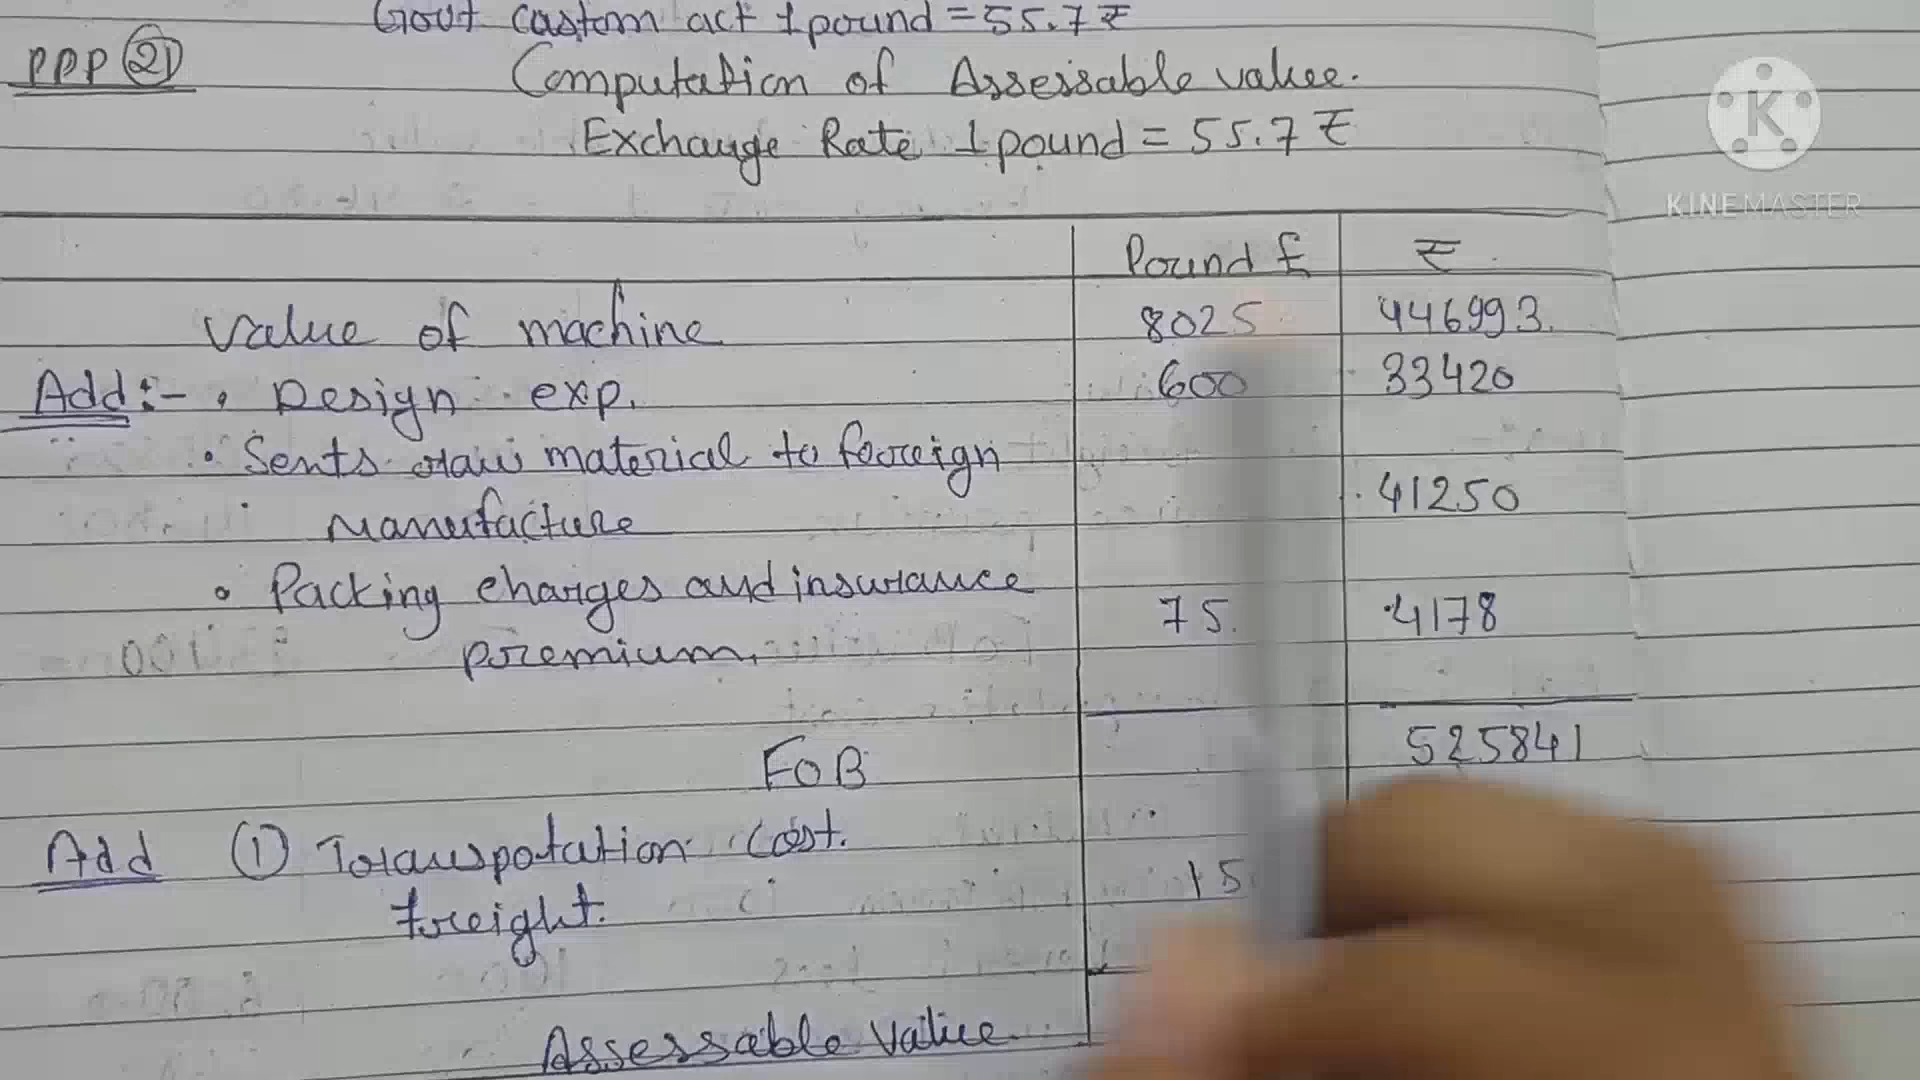 Govt custom act 1 pound = 55.7 ₹
PPP (2)
Computation of Assessable value.
Exchange Rate 1 pound = 55.7 ₹
Pound £ ₹
Value of machine 8025 446993.
Add:- • Design exp. 600 33420
• Sents raw material to foreign
manufacture 41250
• Packing charges and insurance
premium. 75. 4178
FOB 525841
Add (1) Transpotation Cost.
freight. 15
Assessable Value
K
KINEMASTER